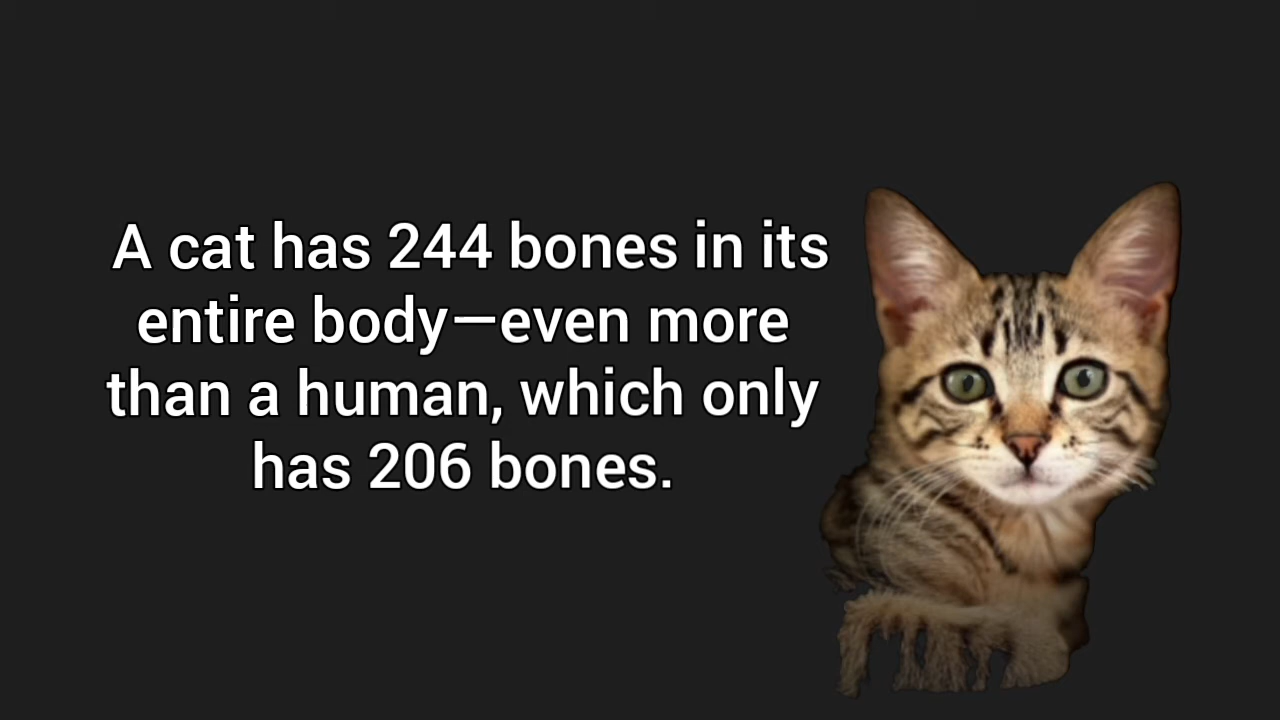 A cat has 244 bones in its
entire body—even more
than a human, which only
has 206 bones.